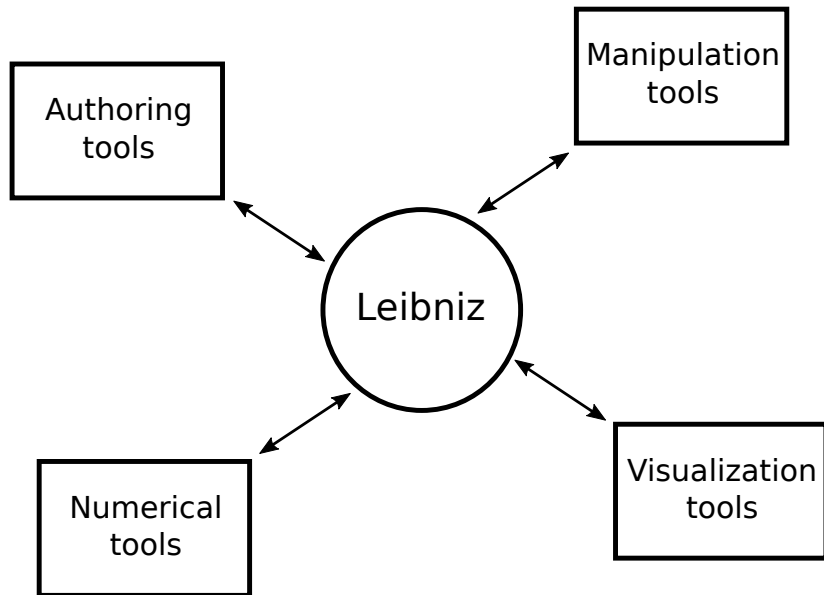 Manipulation
tools
Authoring
tools
Leibniz
Visualization
tools
Numerical
tools